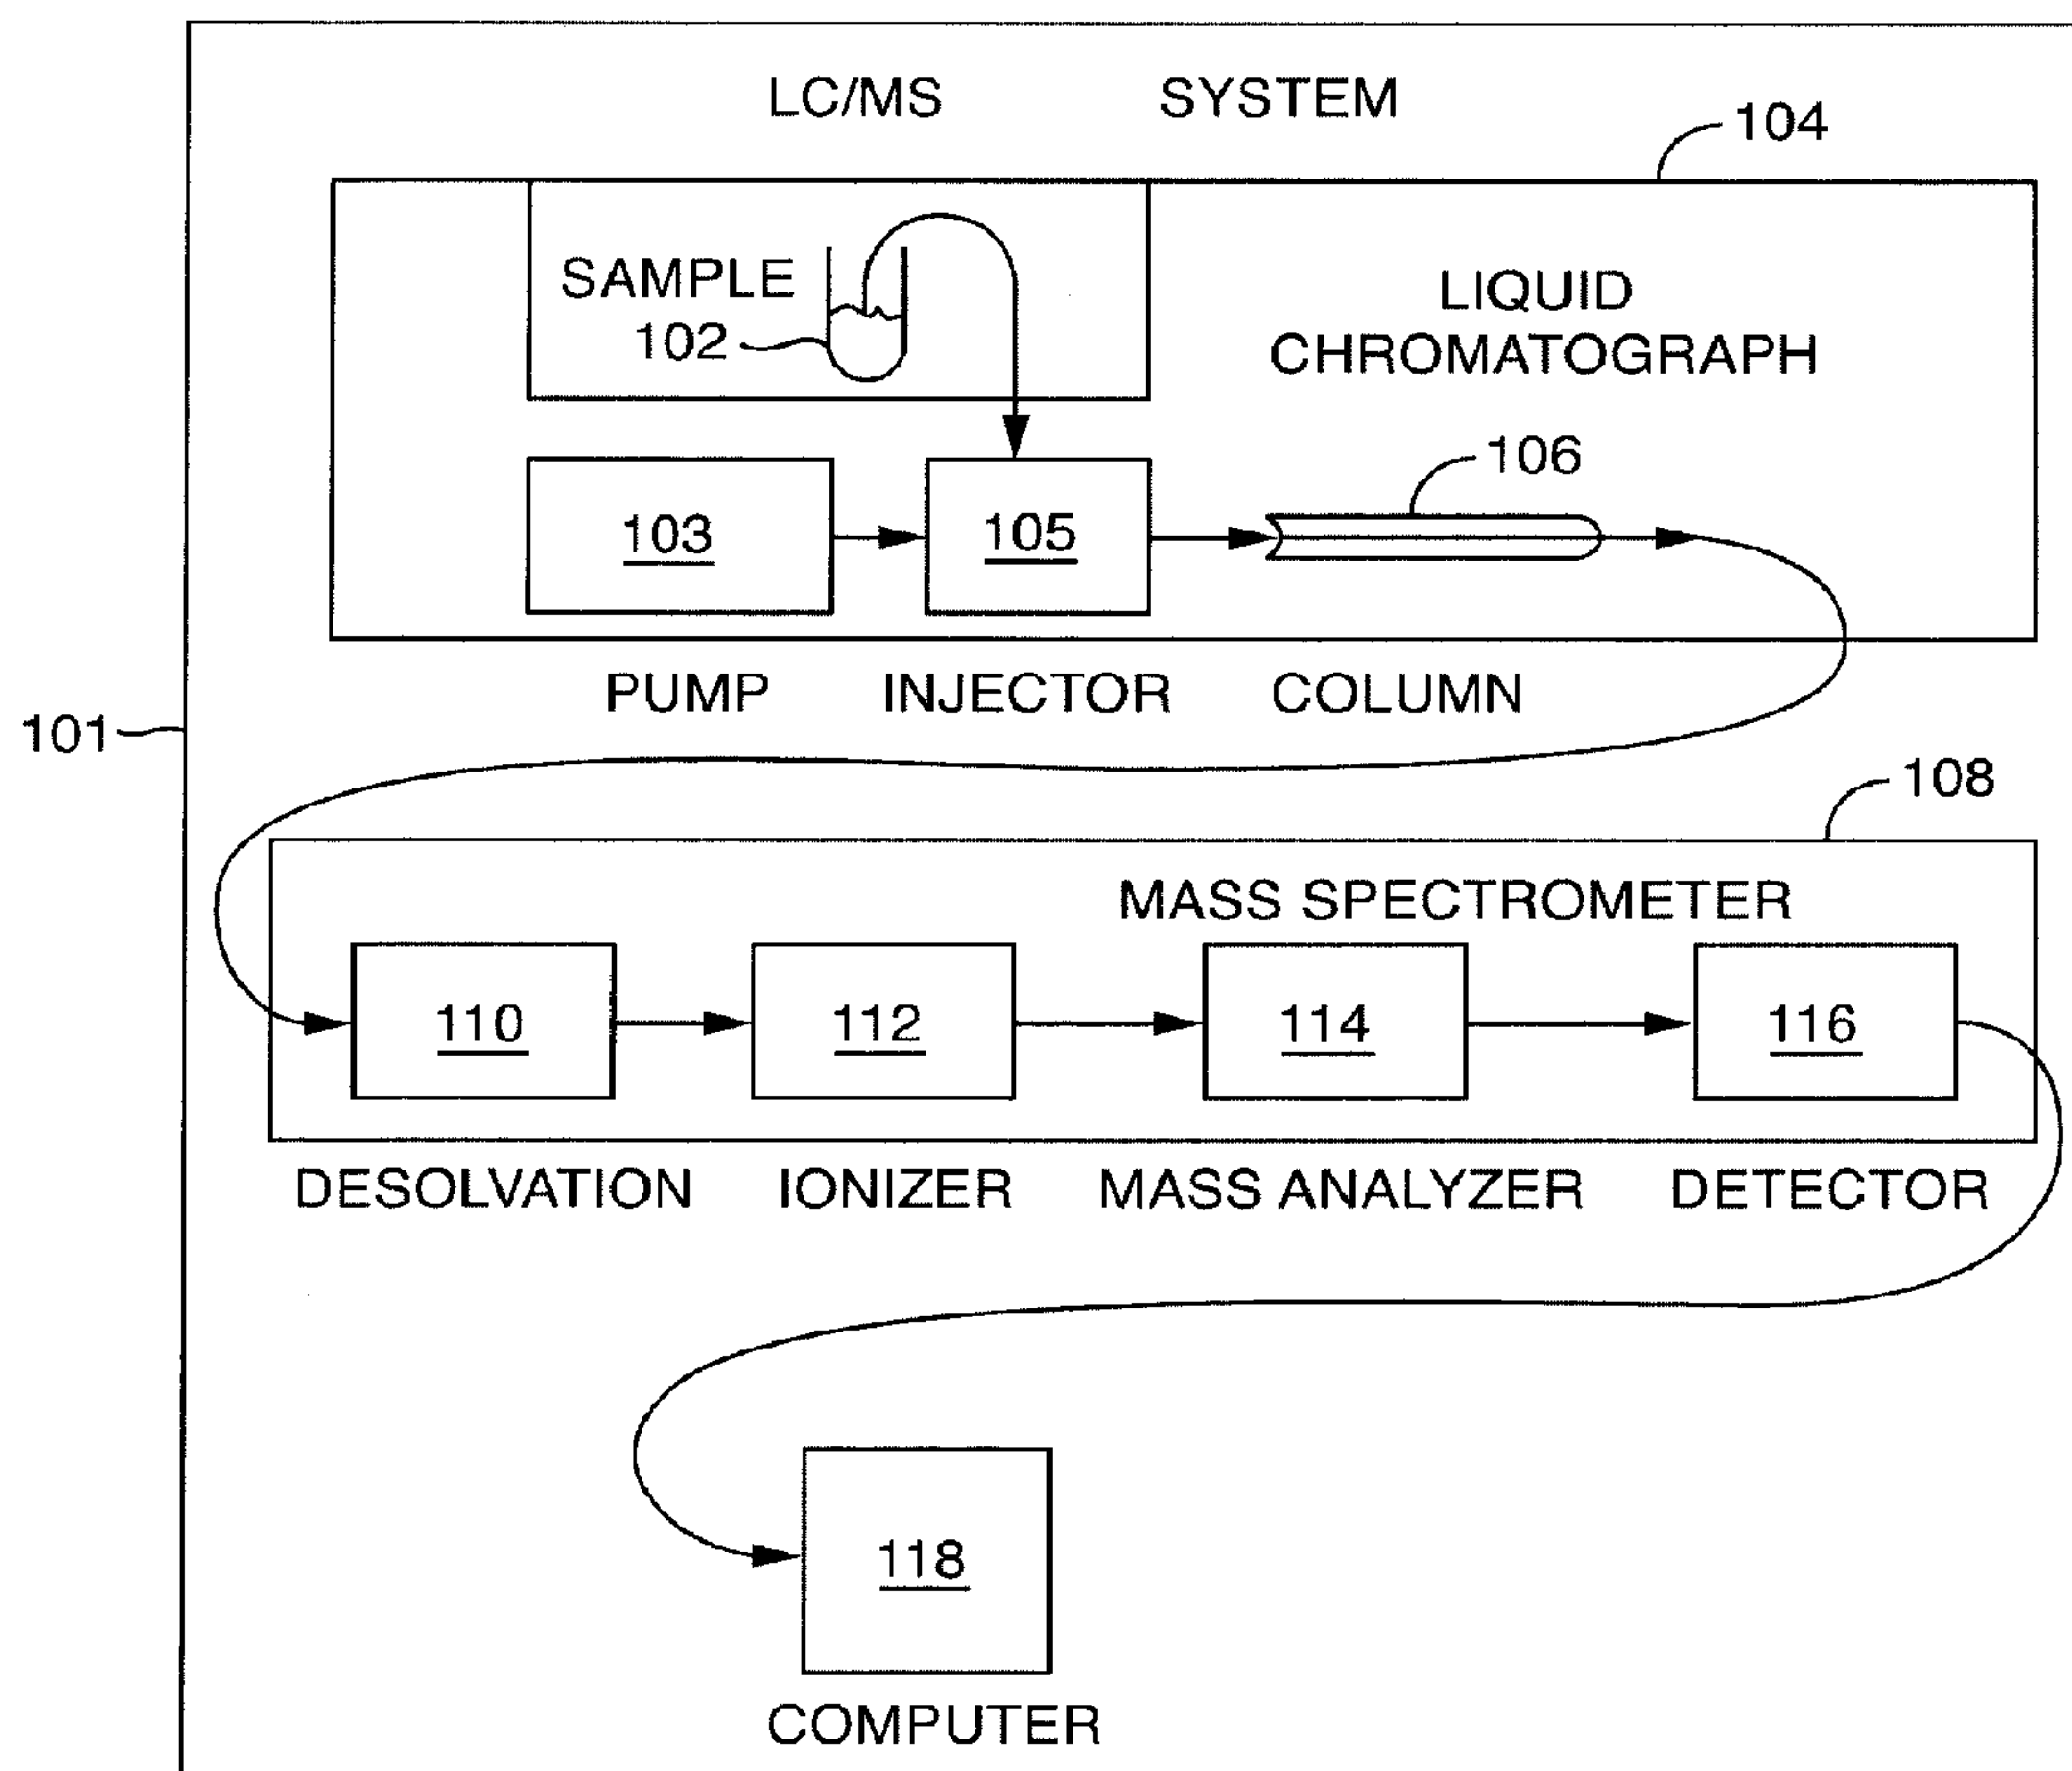 LC/MS SYSTEM
104
SAMPLE
102
LIQUID
CHROMATOGRAPH
106
103
105
PUMP INJECTOR COLUMN
101
108
MASS SPECTROMETER
110
112
114
116
DESOLVATION IONIZER MASS ANALYZER DETECTOR
118
COMPUTER